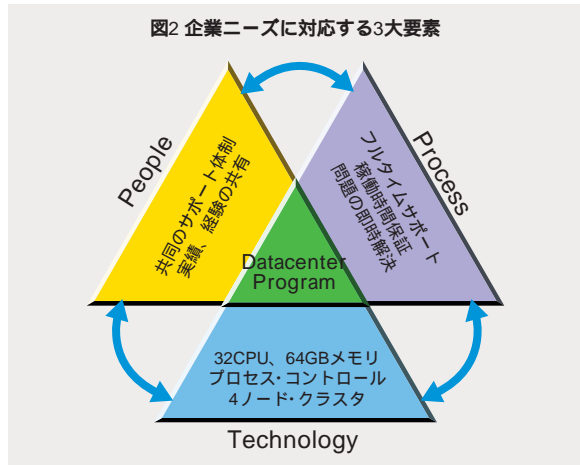 図2 企業ニーズに対応する3大要素
People
共同のサポート体制
実績、経験の共有
Process
フルタイムサポート
稼働時間保証
問題の即時解決
Datacenter
Program
32CPU、64GBメモリ
プロセス・コントロール
4ノード・クラスタ
Technology